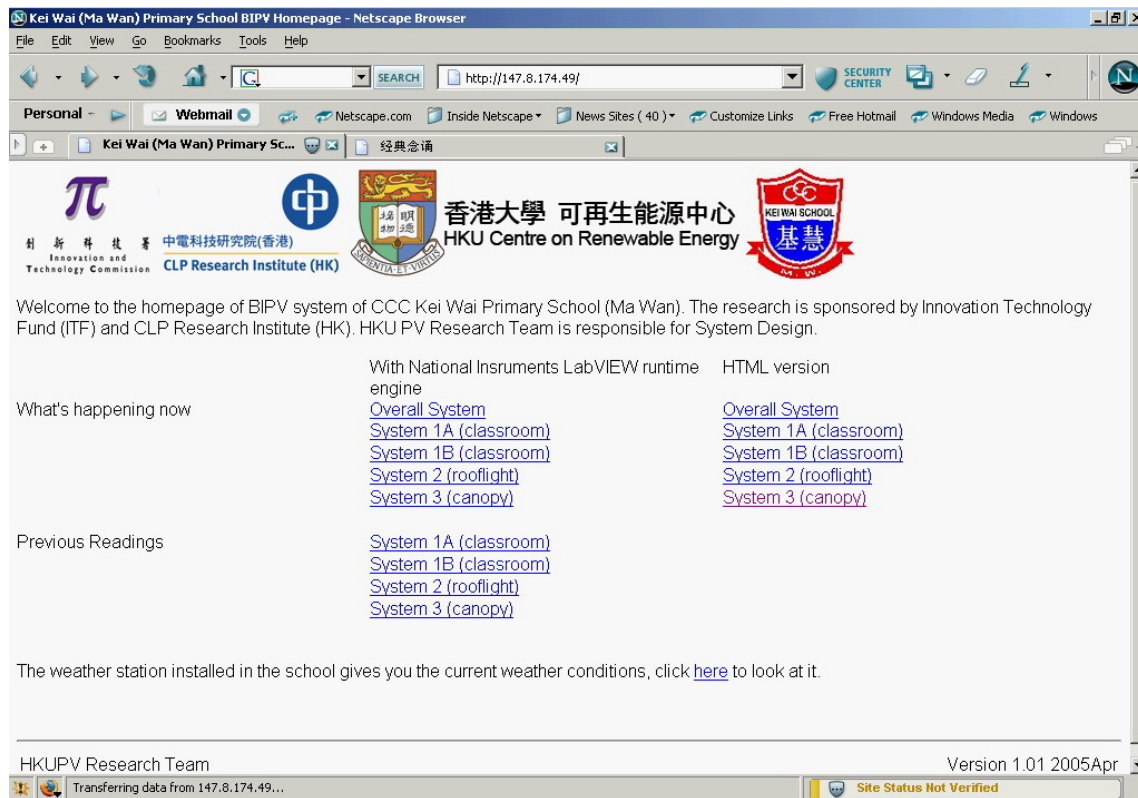 Kei Wai (Ma Wan) Primary School BIPV Homepage - Netscape Browser
File Edit View Go Bookmarks Tools Help
SEARCH http://147.8.174.49/ SECURITY CENTER
Personal Webmail Netscape.com Inside Netscape News Sites ( 40 ) Customize Links Free Hotmail Windows Media Windows
Kei Wai (Ma Wan) Primary Sc... 经典念诵
創新科技署
Innovation and
Technology Commission
中電科技研究院(香港)
CLP Research Institute (HK)
明
SAPIENTIA·ET·VIRTUS
香港大學 可再生能源中心
HKU Centre on Renewable Energy
CCC
KEI WAI SCHOOL
基慧
M. W.
Welcome to the homepage of BIPV system of CCC Kei Wai Primary School (Ma Wan). The research is sponsored by Innovation Technology
Fund (ITF) and CLP Research Institute (HK). HKU PV Research Team is responsible for System Design.
With National Insruments LabVIEW runtime HTML version
engine
What's happening now Overall System Overall System
System 1A (classroom) System 1A (classroom)
System 1B (classroom) System 1B (classroom)
System 2 (rooflight) System 2 (rooflight)
System 3 (canopy) System 3 (canopy)
Previous Readings System 1A (classroom)
System 1B (classroom)
System 2 (rooflight)
System 3 (canopy)
The weather station installed in the school gives you the current weather conditions, click here to look at it.
HKUPV Research Team Version 1.01 2005Apr
Transferring data from 147.8.174.49... Site Status Not Verified